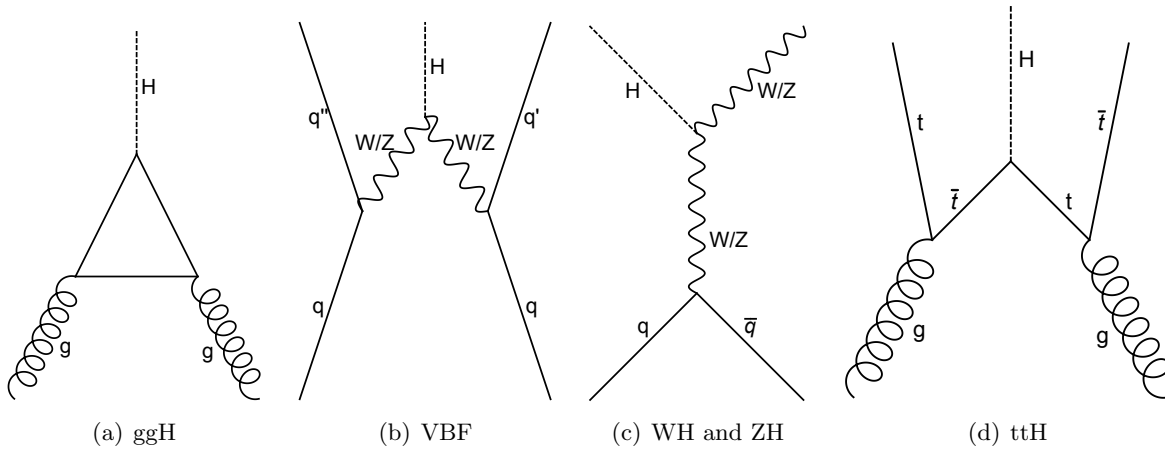 H
g
g
(a) ggH
H
q''
q'
W/Z
W/Z
q
q
(b) VBF
H
W/Z
W/Z
q
q̅
(c) WH and ZH
H
t
t̅
t̅
t
g
g
(d) ttH